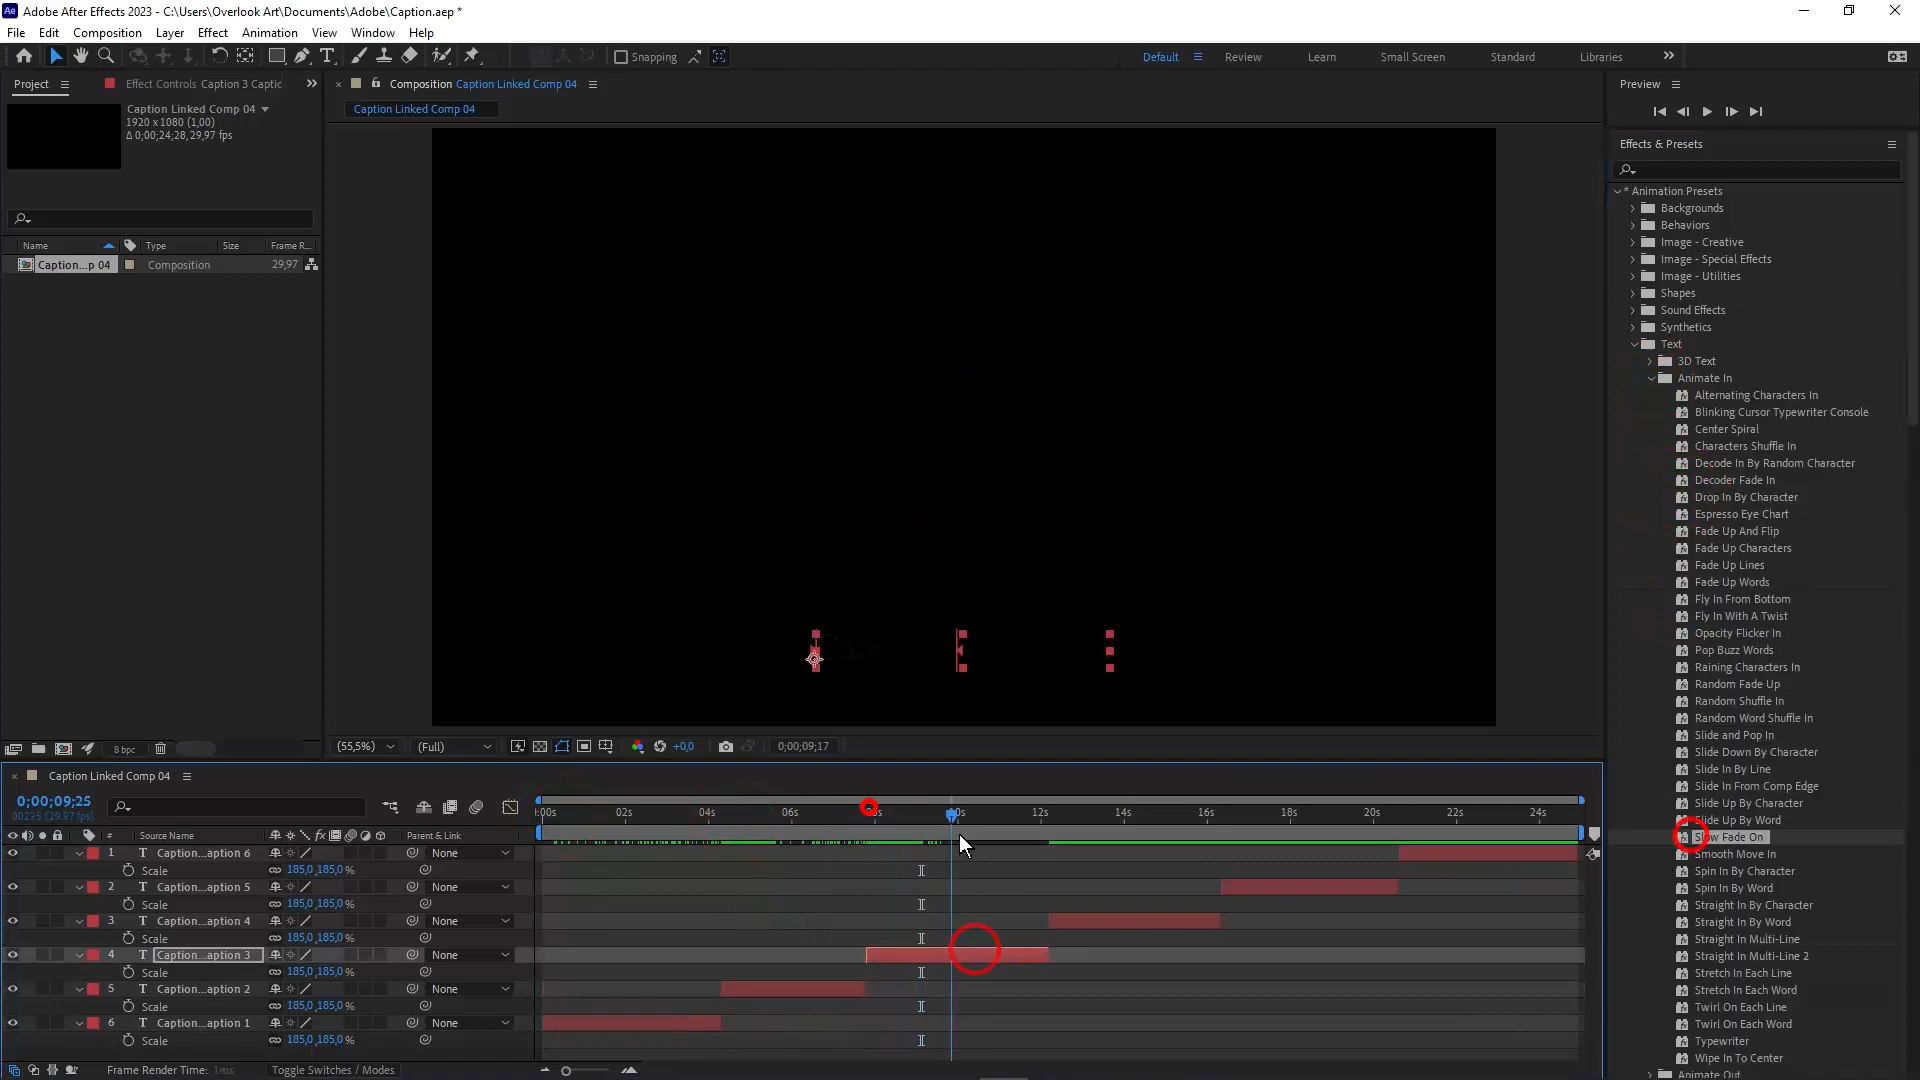 Adobe After Effects 2023 - C:\Users\Overlook Art\Documents\Adobe\Caption.aep *
File Edit Composition Layer Effect Animation View Window Help
Snapping
Default Review Learn Small Screen Standard Libraries
Project
Effect Controls Caption 3 Captic
Caption Linked Comp 04
1920 x 1080 (1,00)
Δ 0;00;24;28, 29,97 fps
Name Type Size Frame R...
Caption...p 04 Composition 29,97
8 bpc
Composition Caption Linked Comp 04
Caption Linked Comp 04
(55,5%) (Full) +0,0 0;00;09;17
Preview
Effects & Presets
* Animation Presets
Backgrounds
Behaviors
Image - Creative
Image - Special Effects
Image - Utilities
Shapes
Sound Effects
Synthetics
Text
3D Text
Animate In
Alternating Characters In
Blinking Cursor Typewriter Console
Center Spiral
Characters Shuffle In
Decode In By Random Character
Decoder Fade In
Drop In By Character
Espresso Eye Chart
Fade Up And Flip
Fade Up Characters
Fade Up Lines
Fade Up Words
Fly In From Bottom
Fly In With A Twist
Opacity Flicker In
Pop Buzz Words
Raining Characters In
Random Fade Up
Random Shuffle In
Random Word Shuffle In
Slide and Pop In
Slide Down By Character
Slide In By Line
Slide In From Comp Edge
Slide Up By Character
Slide Up By Word
Slow Fade On
Smooth Move In
Spin In By Character
Spin In By Word
Straight In By Character
Straight In By Word
Straight In Multi-Line
Straight In Multi-Line 2
Stretch In Each Line
Stretch In Each Word
Twirl On Each Line
Twirl On Each Word
Typewriter
Wipe In To Center
Animate Out
Caption Linked Comp 04
0;00;09;25
00295 (29.97 fps)
# Source Name fx Parent & Link
:00s 02s 04s 06s 12s 14s 16s 18s 20s 22s 24s
1 T Caption...aption 6 None
Scale 185,0,185,0%
2 T Caption...aption 5 None
Scale 185,0,185,0%
3 T Caption...aption 4 None
Scale 185,0,185,0%
4 T Caption...aption 3 None
Scale 185,0,185,0%
5 T Caption...aption 2 None
Scale 185,0,185,0%
6 T Caption...aption 1 None
Scale 185,0,185,0%
Frame Render Time: 1ms Toggle Switches / Modes